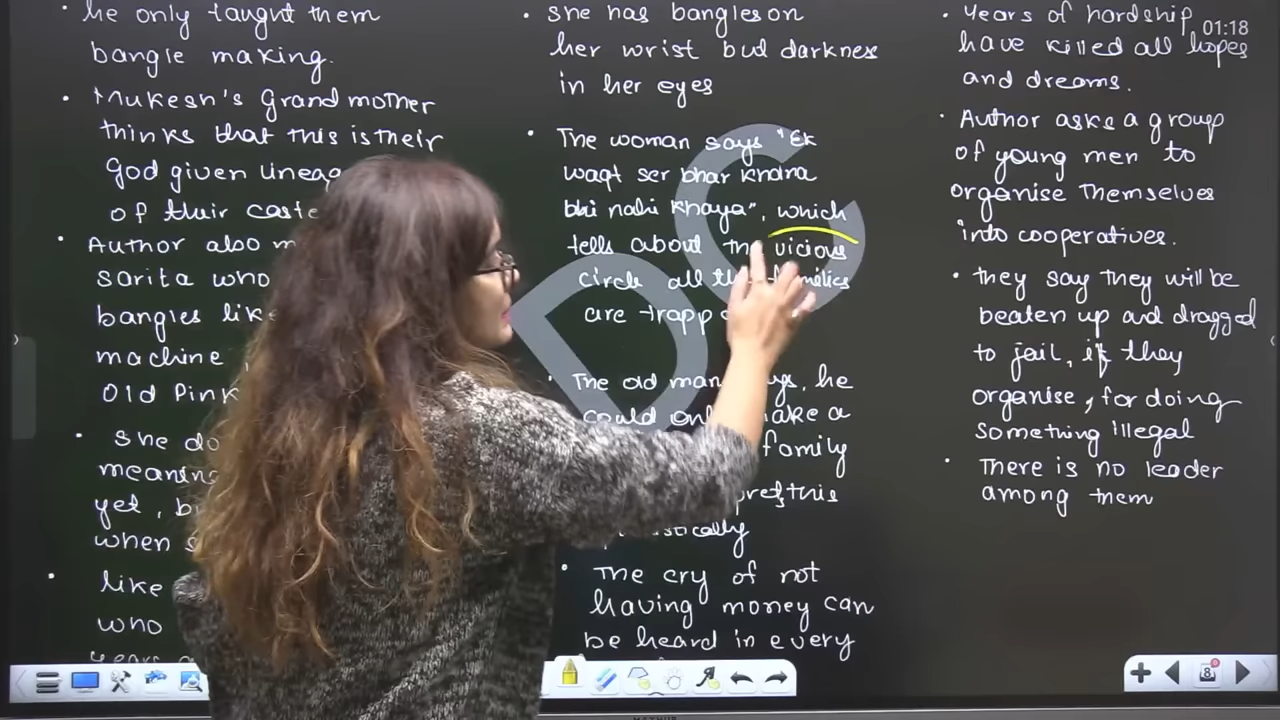 he only taught them
bangle making.
Mukesh's Grandmother
thinks that this is their
God given
of their caste
Author also
sarita who
bangles
machine,
Old Pink
She
meaning
yet,
when
like
who
years
she has bangles on
her wrist bud darkness
in her eyes
The woman says "Ek
waqt ser bhar khana
bhi nahi khaya", which
tells about the vicious
circle all the families
are
The old man says, he
could only make a
family
this
The cry of not
having money can
be heard in every
01:18
Years of hardship
have killed all hopes
and dreams.
Author asks a group
of young men to
organise themselves
into cooperatives.
they say they will be
beaten up and dragged
to jail, if they
organise, for doing
something illegal
There is no leader
among them
8
DSC